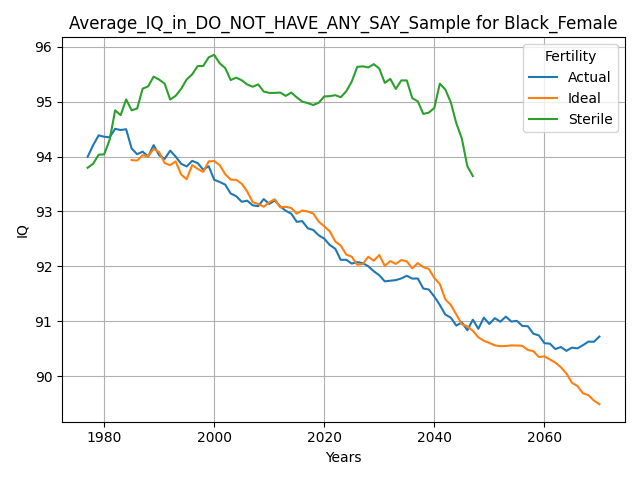 Average_IQ_in_DO_NOT_HAVE_ANY_SAY_Sample for Black_Female
96
95
94
93
92
91
90
IQ
Fertility
Actual
Ideal
Sterile
1980
2000
2020
2040
2060
Years